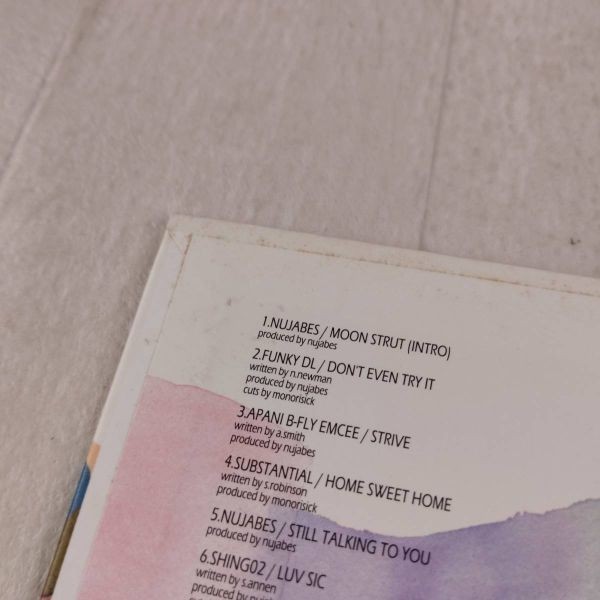 1.NUJABES / MOON STRUT (INTRO)
produced by nujabes
2.FUNKY DL / DON'T EVEN TRY IT
written by n.newman
produced by nujabes
cuts by monorisick
3.APANI B-FLY EMCEE / STRIVE
written by a.smith
produced by nujabes
4.SUBSTANTIAL / HOME SWEET HOME
written by s.robinson
produced by monorisick
5.NUJABES / STILL TALKING TO YOU
produced by nujabes
6.SHING02 / LUV SIC
written by s.annen
produced by